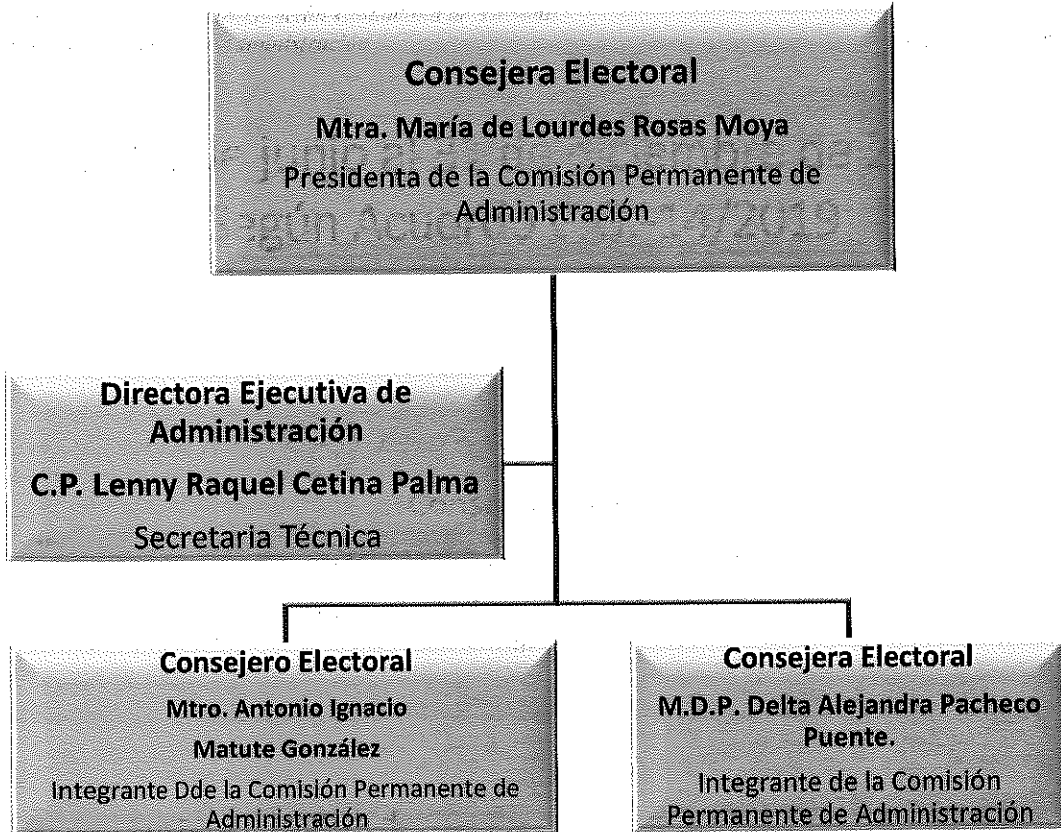 Consejera Electoral
Mtra. María de Lourdes Rosas Moya
Presidenta de la Comisión Permanente de
Administración
Directora Ejecutiva de
Administración
C.P. Lenny Raquel Cetina Palma
Secretaria Técnica
Consejero Electoral
Mtro. Antonio Ignacio
Matute González
Integrante Dde la Comisión Permanente de
Administración
Consejera Electoral
M.D.P. Delta Alejandra Pacheco
Puente.
Integrante de la Comisión
Permanente de Administración